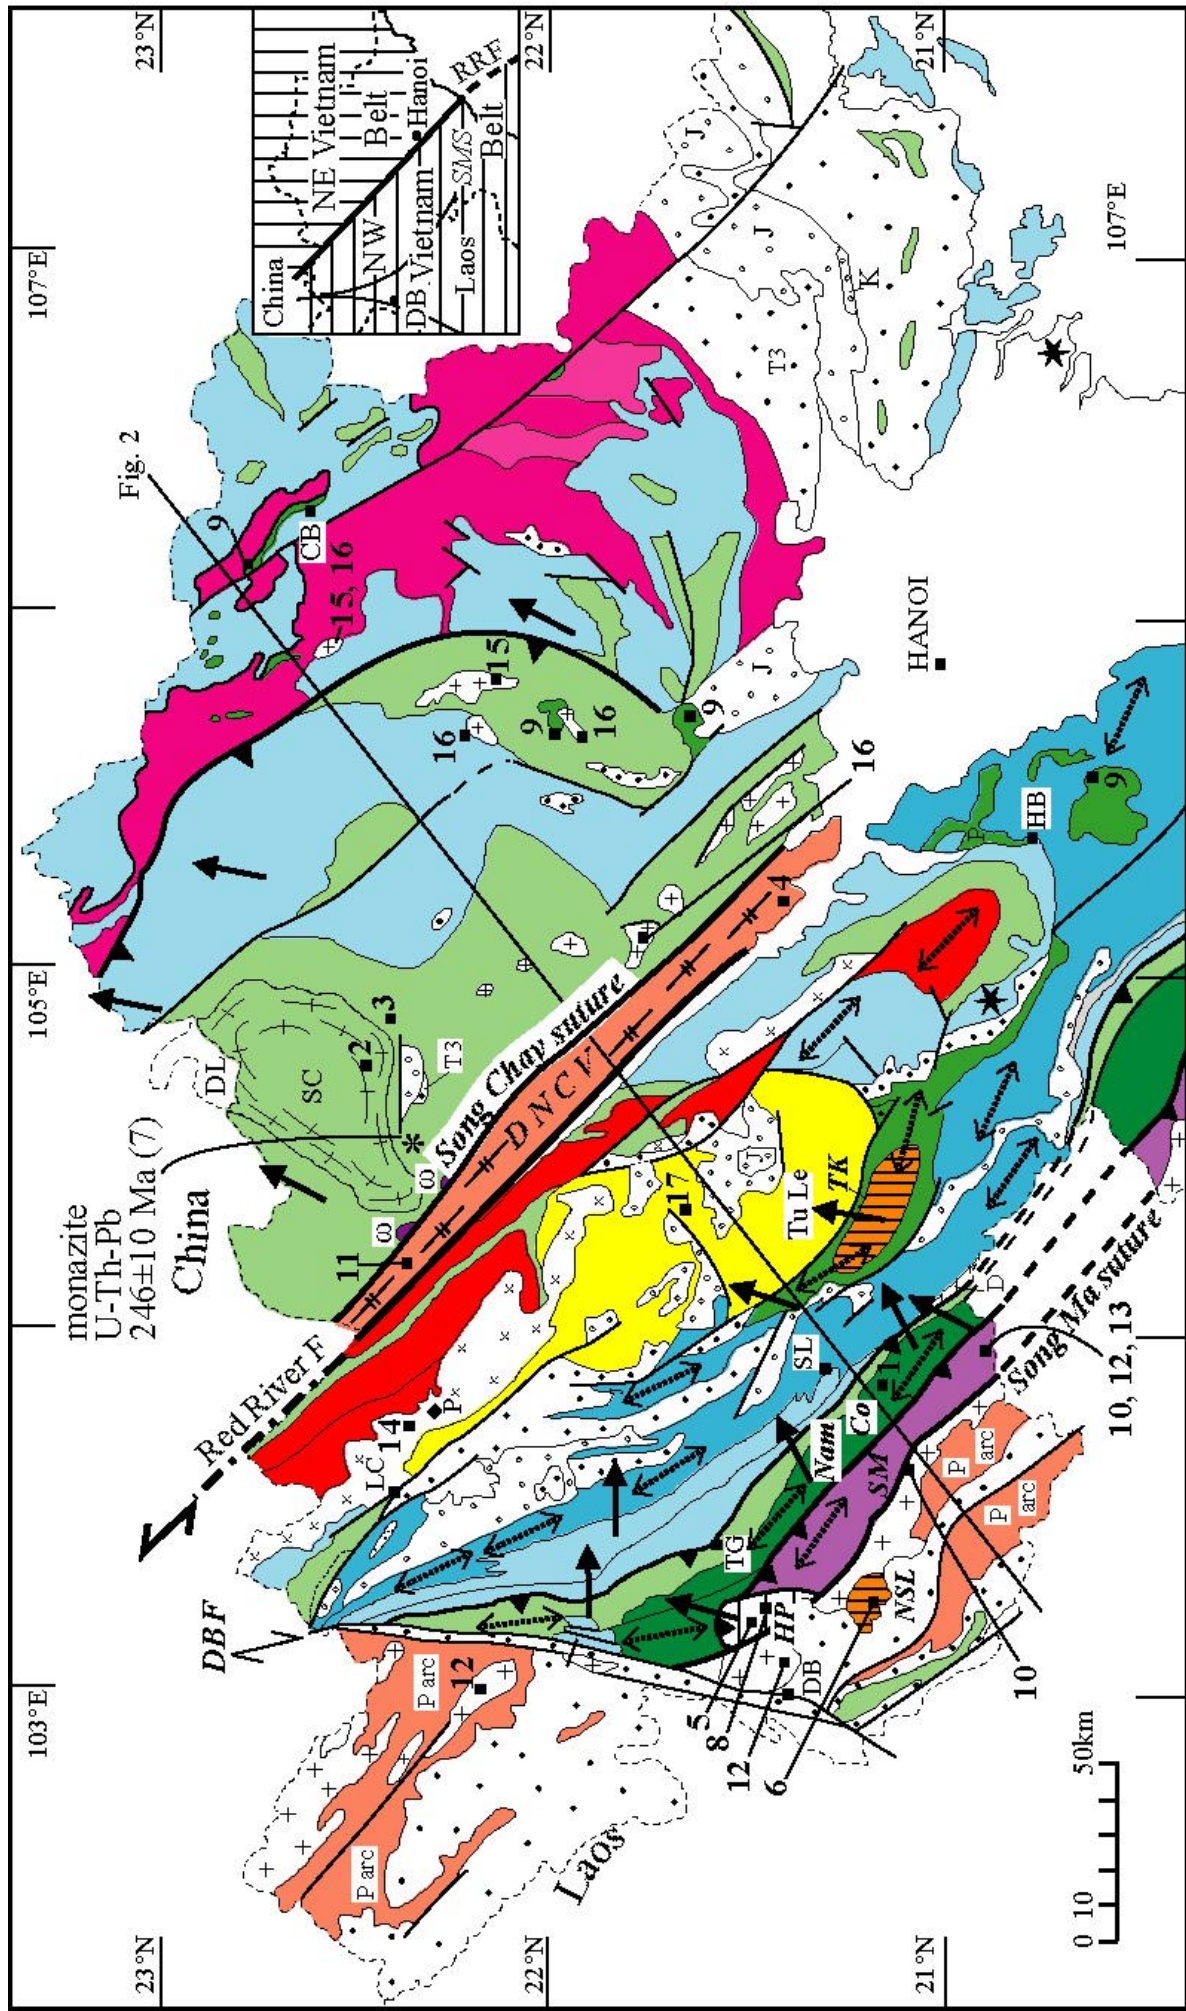 103°E
105°E
107°E
23°N
23°N
monazite
U-Th-Pb
246±10 Ma (7)
China
Fig. 2
Red River F
DBF
DL
SC
2
3
T3
ω
ω
11
9
CB
15, 16
China
NE Vietnam
Belt
NW
DB Vietnam
Hanoi
Laos
SMS
Belt
RRF
P arc
P arc
12
Laos
LC
14
P
Song Chay suture
D N C V
16
15
9
16
9
J
22°N
22°N
17
J
Tu Le
TK
4
16
J
J
T3
K
TG
Nam
Co
1
SL
SM
5
8
12
6
HP
DB
NSL
D
Song Ma suture
10, 12, 13
P
arc
P
arc
10
P
HB
9
HANOI
21°N
21°N
0 10 50km
107°E